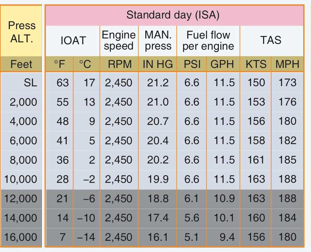 Standard day (ISA)
Press ALT. IOAT Engine speed MAN. press Fuel flow per engine TAS
Feet °F °C RPM IN HG PSI GPH KTS MPH
SL 63 17 2,450 21.2 6.6 11.5 150 173
2,000 55 13 2,450 21.0 6.6 11.5 153 176
4,000 48 9 2,450 20.7 6.6 11.5 156 180
6,000 41 5 2,450 20.4 6.6 11.5 158 182
8,000 36 2 2,450 20.2 6.6 11.5 161 185
10,000 28 −2 2,450 19.9 6.6 11.5 163 188
12,000 21 −6 2,450 18.8 6.1 10.9 163 188
14,000 14 −10 2,450 17.4 5.6 10.1 160 184
16,000 7 −14 2,450 16.1 5.1 9.4 156 180